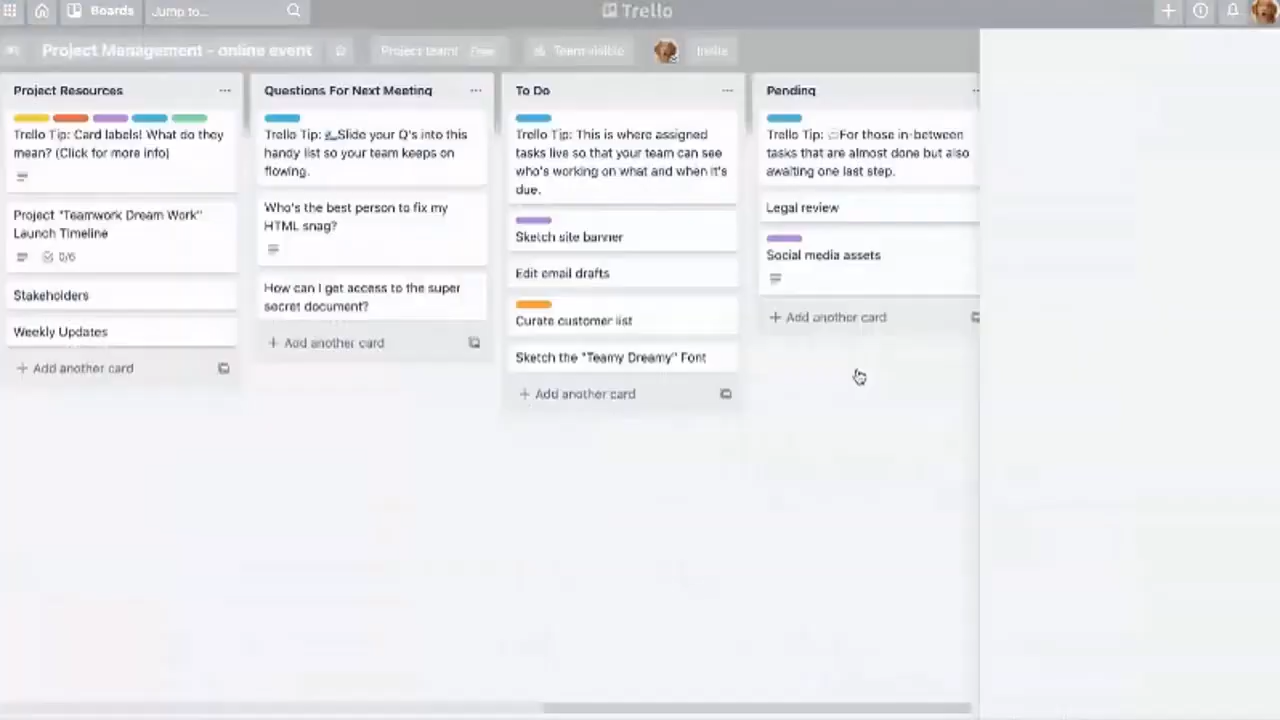 Boards
Jump to...
Trello
Project Management - online event
Project team1
Free
Team visible
Invite
Project Resources
Trello Tip: Card labels! What do they
mean? (Click for more info)
Project "Teamwork Dream Work"
Launch Timeline
0/6
Stakeholders
Weekly Updates
+ Add another card
Questions For Next Meeting
Trello Tip: Slide your Q's into this
handy list so your team keeps on
flowing.
Who's the best person to fix my
HTML snag?
How can I get access to the super
secret document?
+ Add another card
To Do
Trello Tip: This is where assigned
tasks live so that your team can see
who's working on what and when it's
due.
Sketch site banner
Edit email drafts
Curate customer list
Sketch the "Teamy Dreamy" Font
+ Add another card
Pending
Trello Tip: For those in-between
tasks that are almost done but also
awaiting one last step.
Legal review
Social media assets
+ Add another card